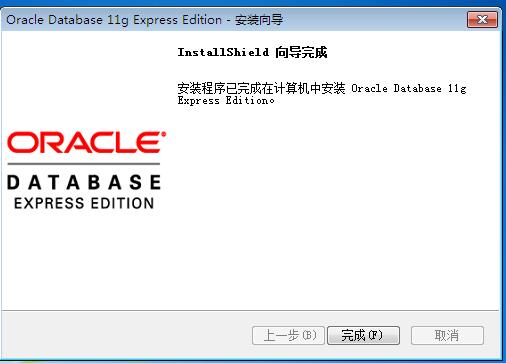 Oracle Database 11g Express Edition - 安装向导
InstallShield 向导完成
安装程序已完成在计算机中安装 Oracle Database 11g
Express Edition。
ORACLE®
DATABASE
EXPRESS EDITION
上一步(B)
完成(F)
取消